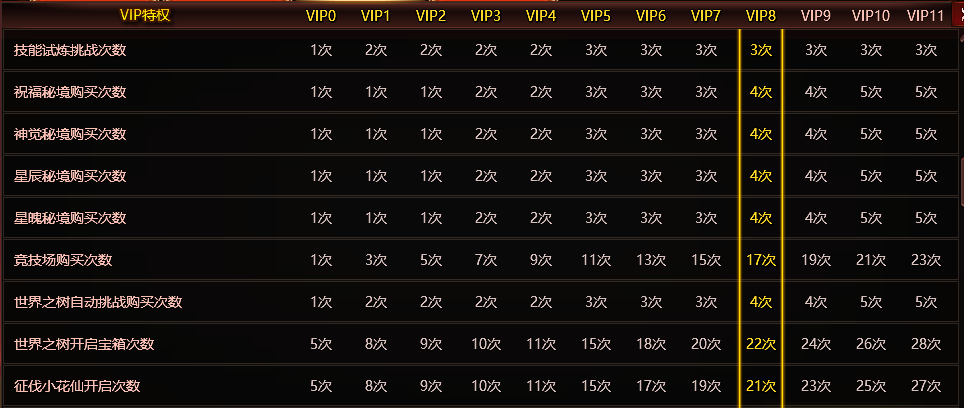 VIP特权 VIP0 VIP1 VIP2 VIP3 VIP4 VIP5 VIP6 VIP7 VIP8 VIP9 VIP10 VIP11
技能试炼挑战次数 1次 2次 2次 2次 2次 3次 3次 3次 3次 3次 3次 3次
祝福秘境购买次数 1次 1次 1次 2次 2次 3次 3次 3次 4次 4次 5次 5次
神觉秘境购买次数 1次 1次 1次 2次 2次 3次 3次 3次 4次 4次 5次 5次
星辰秘境购买次数 1次 1次 1次 2次 2次 3次 3次 3次 4次 4次 5次 5次
星魄秘境购买次数 1次 1次 1次 2次 2次 3次 3次 3次 4次 4次 5次 5次
竞技场购买次数 1次 3次 5次 7次 9次 11次 13次 15次 17次 19次 21次 23次
世界之树自动挑战购买次数 1次 2次 2次 2次 2次 3次 3次 3次 4次 4次 5次 5次
世界之树开启宝箱次数 5次 8次 9次 10次 11次 15次 18次 20次 22次 24次 26次 28次
征伐小花仙开启次数 5次 8次 9次 10次 11次 15次 17次 19次 21次 23次 25次 27次